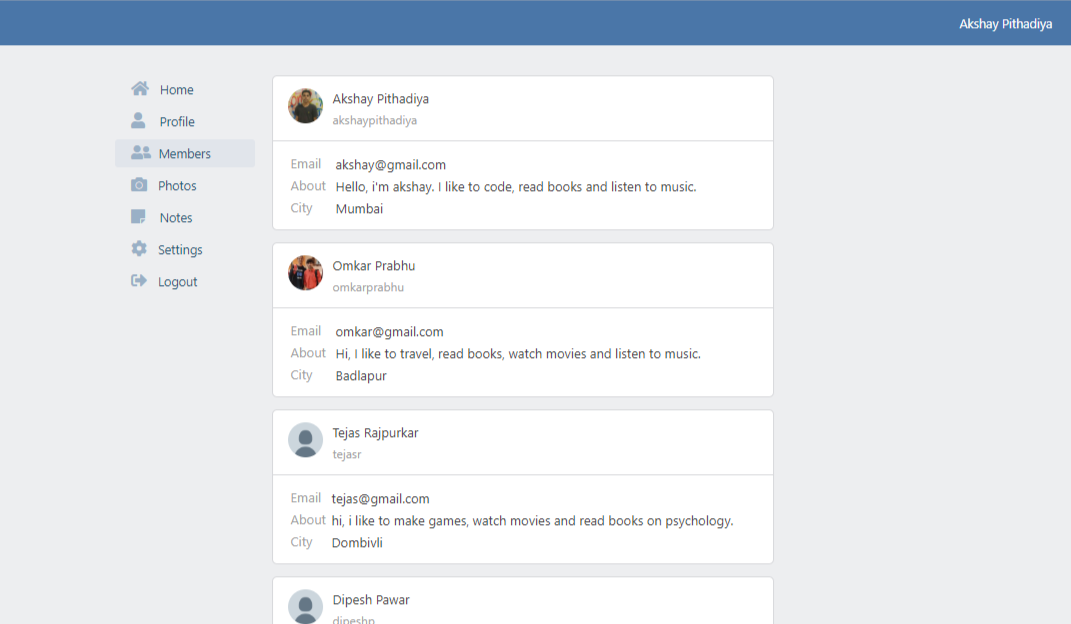 Akshay Pithadiya
Home
Profile
Members
Photos
Notes
Settings
Logout
Akshay Pithadiya
akshaypithadiya
Email akshay@gmail.com
About Hello, i'm akshay. I like to code, read books and listen to music.
City Mumbai
Omkar Prabhu
omkarprabhu
Email omkar@gmail.com
About Hi, I like to travel, read books, watch movies and listen to music.
City Badlapur
Tejas Rajpurkar
tejasr
Email tejas@gmail.com
About hi, i like to make games, watch movies and read books on psychology.
City Dombivli
Dipesh Pawar
dipeshp